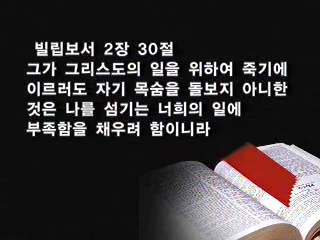 빌립보서 2장 30절
그가 그리스도의 일을 위하여 죽기에
이르러도 자기 목숨을 돌보지 아니한
것은 나를 섬기는 너희의 일에
부족함을 채우려 함이니라